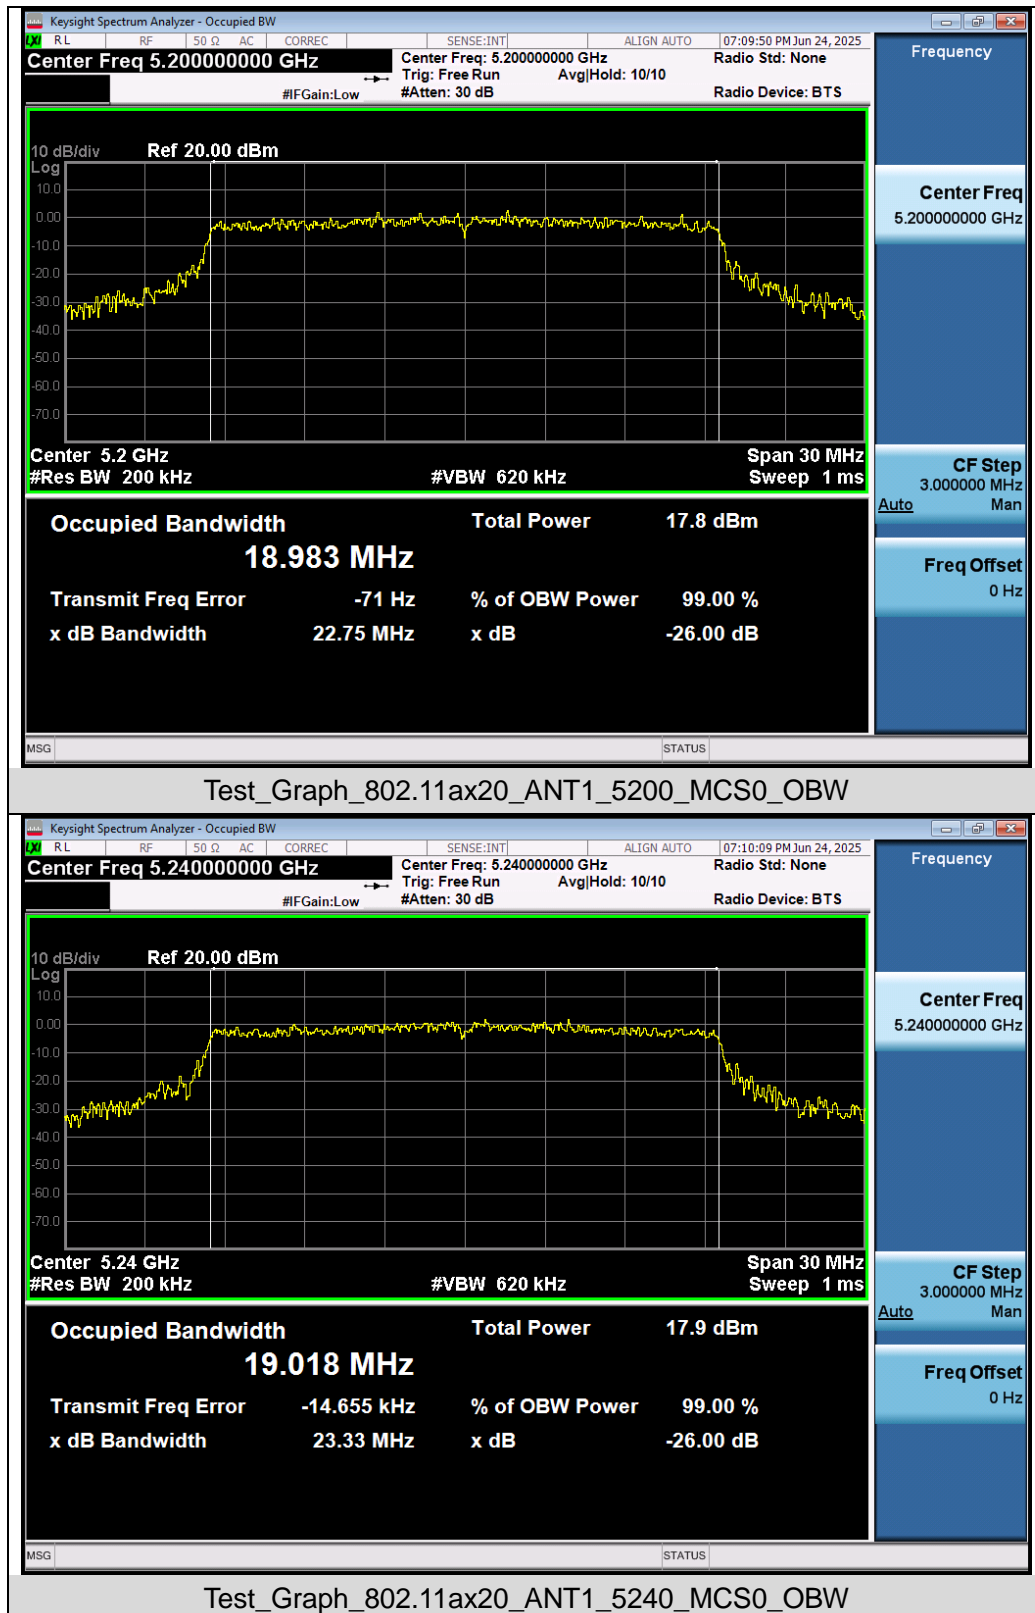 Keysight Spectrum Analyzer - Occupied BW
LXI RL RF 50 Ω AC CORREC SENSE:INT ALIGN AUTO 07:09:50 PM Jun 24, 2025
Center Freq 5.200000000 GHz
Center Freq: 5.200000000 GHz Radio Std: None
Trig: Free Run Avg|Hold: 10/10
#IFGain:Low #Atten: 30 dB Radio Device: BTS
Frequency
10 dB/div Ref 20.00 dBm
Log
10.0
0.00
-10.0
-20.0
-30.0
-40.0
-50.0
-60.0
-70.0
Center Freq
5.200000000 GHz
Center 5.2 GHz Span 30 MHz
#Res BW 200 kHz #VBW 620 kHz Sweep 1 ms
CF Step
3.000000 MHz
Auto Man
Occupied Bandwidth Total Power 17.8 dBm
18.983 MHz
Transmit Freq Error -71 Hz % of OBW Power 99.00 %
x dB Bandwidth 22.75 MHz x dB -26.00 dB
Freq Offset
0 Hz
MSG STATUS
Test_Graph_802.11ax20_ANT1_5200_MCS0_OBW
Keysight Spectrum Analyzer - Occupied BW
LXI RL RF 50 Ω AC CORREC SENSE:INT ALIGN AUTO 07:10:09 PM Jun 24, 2025
Center Freq 5.240000000 GHz
Center Freq: 5.240000000 GHz Radio Std: None
Trig: Free Run Avg|Hold: 10/10
#IFGain:Low #Atten: 30 dB Radio Device: BTS
Frequency
10 dB/div Ref 20.00 dBm
Log
10.0
0.00
-10.0
-20.0
-30.0
-40.0
-50.0
-60.0
-70.0
Center Freq
5.240000000 GHz
Center 5.24 GHz Span 30 MHz
#Res BW 200 kHz #VBW 620 kHz Sweep 1 ms
CF Step
3.000000 MHz
Auto Man
Occupied Bandwidth Total Power 17.9 dBm
19.018 MHz
Transmit Freq Error -14.655 kHz % of OBW Power 99.00 %
x dB Bandwidth 23.33 MHz x dB -26.00 dB
Freq Offset
0 Hz
MSG STATUS
Test_Graph_802.11ax20_ANT1_5240_MCS0_OBW